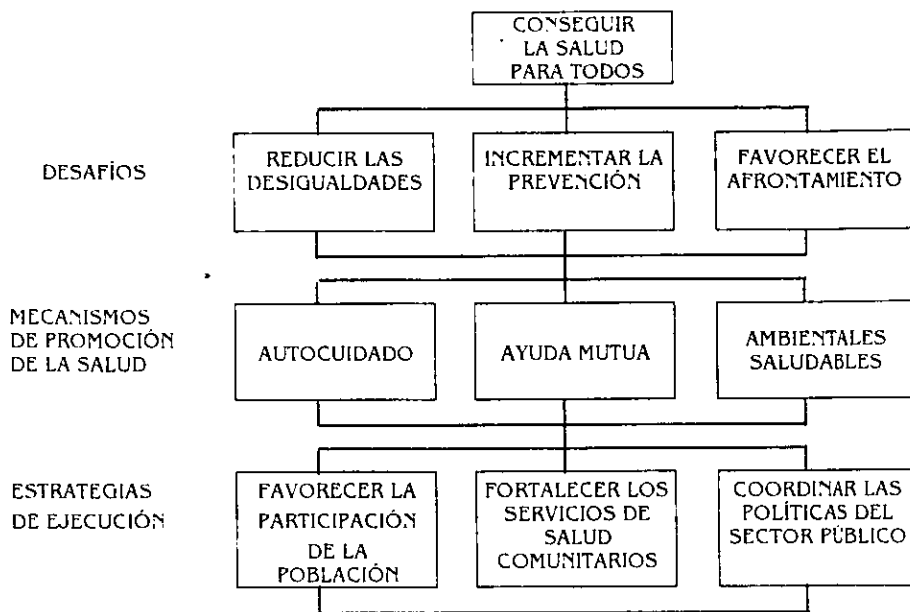 CONSEGUIR
LA SALUD
PARA TODOS
DESAFÍOS
REDUCIR LAS
DESIGUALDADES
INCREMENTAR LA
PREVENCIÓN
FAVORECER EL
AFRONTAMIENTO
MECANISMOS
DE PROMOCIÓN
DE LA SALUD
AUTOCUIDADO
AYUDA MUTUA
AMBIENTALES
SALUDABLES
ESTRATEGIAS
DE EJECUCIÓN
FAVORECER LA
PARTICIPACIÓN
DE LA
POBLACIÓN
FORTALECER LOS
SERVICIOS DE
SALUD
COMUNITARIOS
COORDINAR LAS
POLÍTICAS DEL
SECTOR PÚBLICO